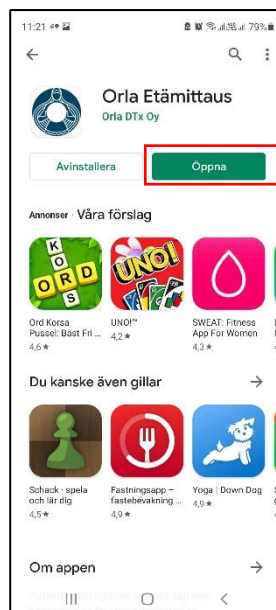 11:21
79%
Orla Etämittaus
Orla DTx Oy
Avinstallera
Öppna
Annonser · Våra förslag
K
O
ORD
R
S
UNO!
Ord Korsa
Pussel: Bäst Fri ...
4,6 ★
UNO!™
4,2 ★
SWEAT: Fitness
App For Women
4,3 ★
Du kanske även gillar
Schack · spela
och lär dig
4,5 ★
Fastningsapp –
fastebevakning ...
4,9 ★
Yoga | Down Dog
4,9 ★
Om appen